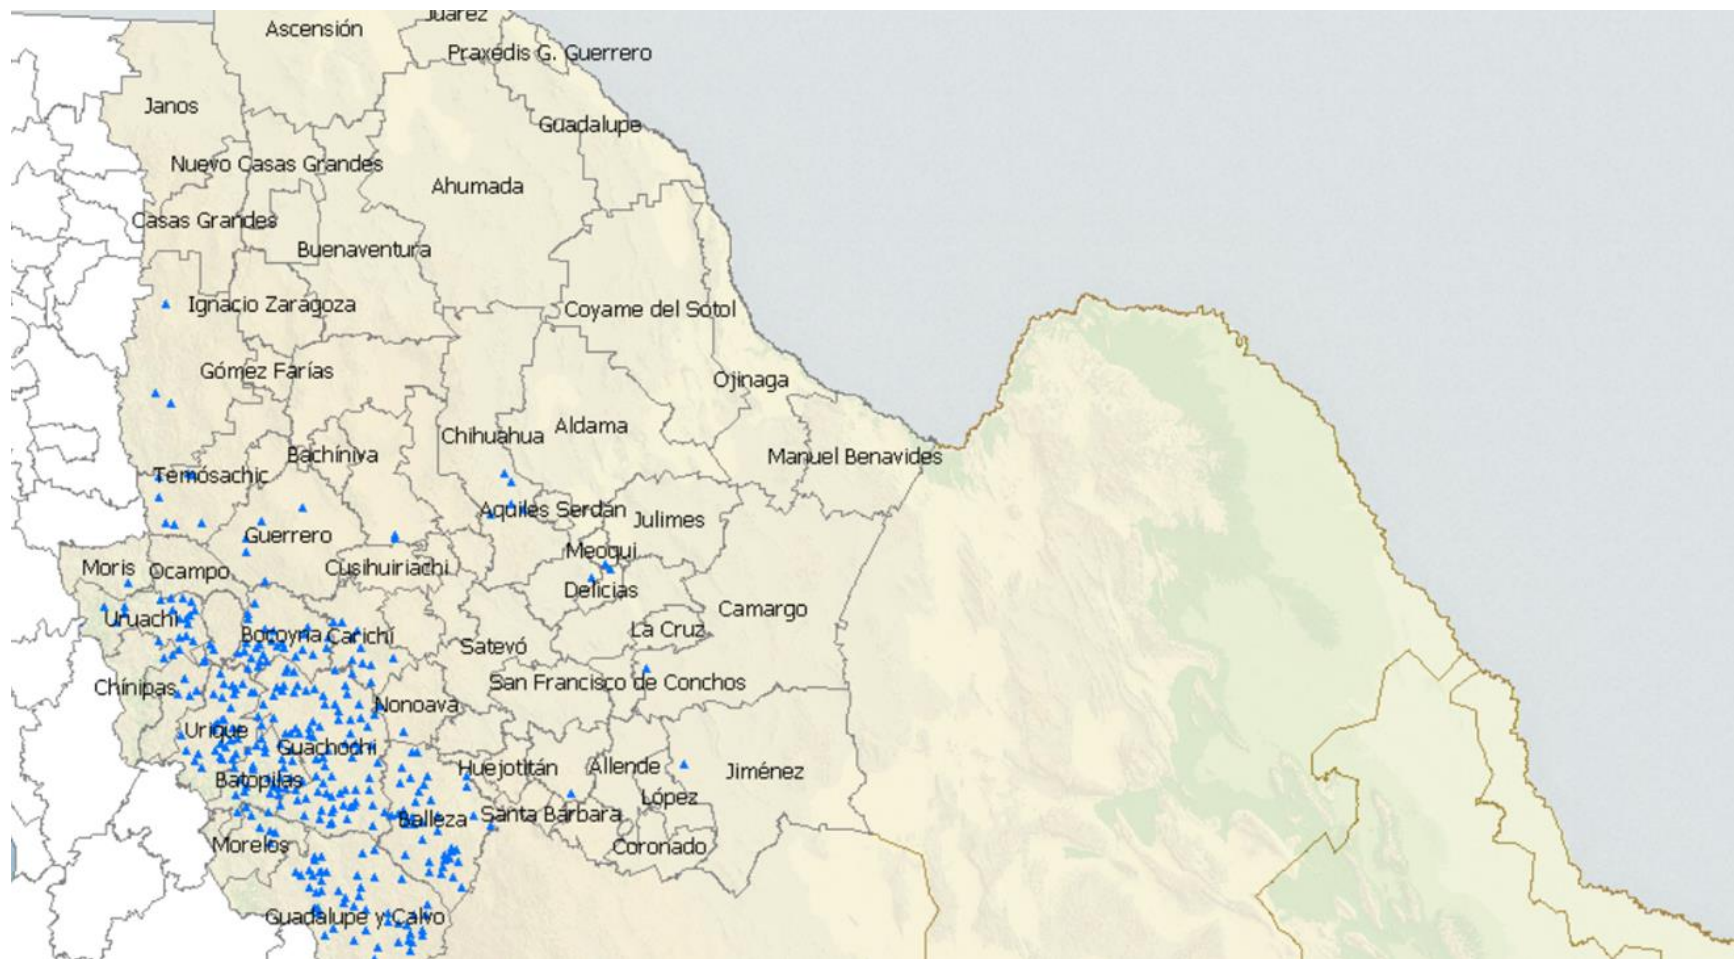 Juárez
Ascensión
Praxedis G. Guerrero
Janos
Guadalupe
Nuevo Casas Grandes
Ahumada
Casas Grandes
Buenaventura
Ignacio Zaragoza
Coyame del Sotol
Gómez Farías
Ojinaga
Aldama
Chihuahua
Bachíniva
Manuel Benavides
Temósachic
Aquiles Serdán
Julimes
Guerrero
Meoqui
Moris
Ocampo
Cusihuiriachi
Delicias
Camargo
Uruachi
La Cruz
Bocoyna
Carichí
Satevó
San Francisco de Conchos
Chínipas
Nonoava
Urique
Guachochi
Huejotitán
Allende
Jiménez
Batopilas
López
Santa Bárbara
Balleza
Morelos
Coronado
Guadalupe y Calvo